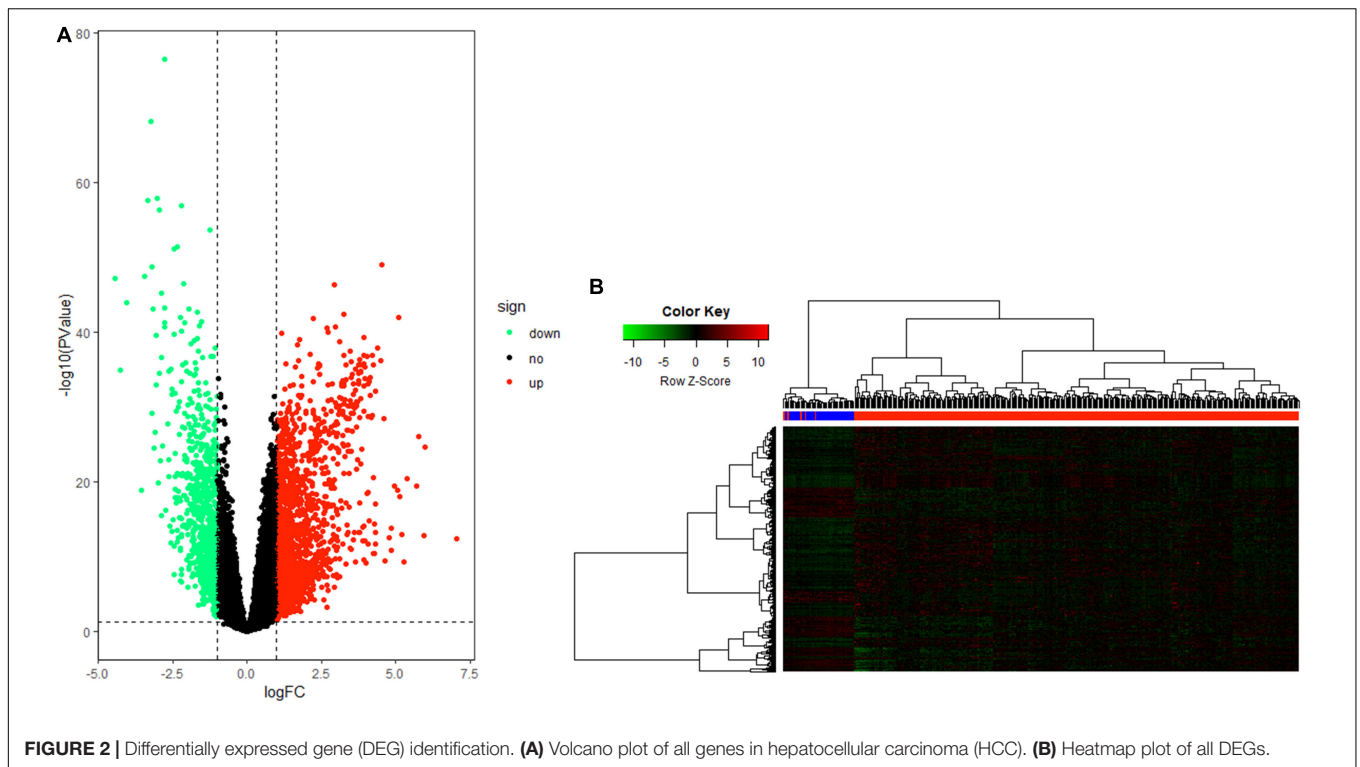 A
80
60
40
20
0
-log10(PValue)
-5.0 -2.5 0.0 2.5 5.0 7.5
logFC
sign
down
no
up
B
Color Key
-10 -5 0 5 10
Row Z-Score
FIGURE 2 | Differentially expressed gene (DEG) identification. (A) Volcano plot of all genes in hepatocellular carcinoma (HCC). (B) Heatmap plot of all DEGs.